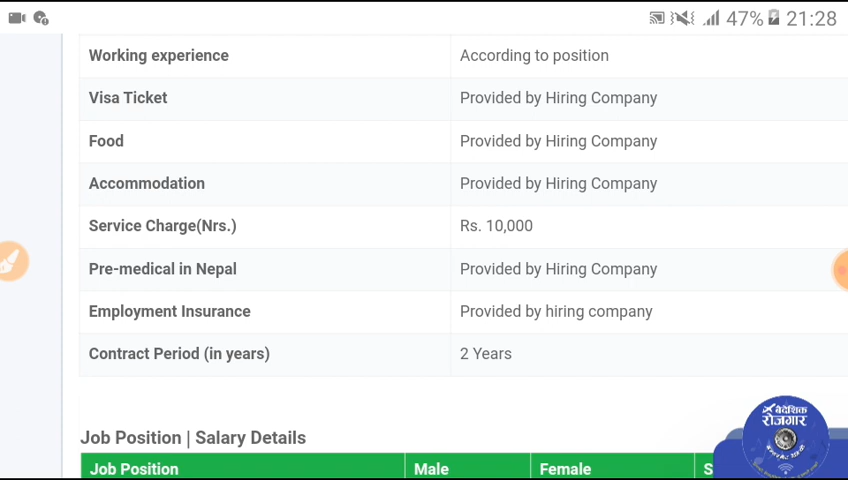 47% 21:28
Working experience According to position
Visa Ticket Provided by Hiring Company
Food Provided by Hiring Company
Accommodation Provided by Hiring Company
Service Charge(Nrs.) Rs. 10,000
Pre-medical in Nepal Provided by Hiring Company
Employment Insurance Provided by hiring company
Contract Period (in years) 2 Years
Job Position | Salary Details
Job Position Male Female S
बैदेशिक
रोजगार